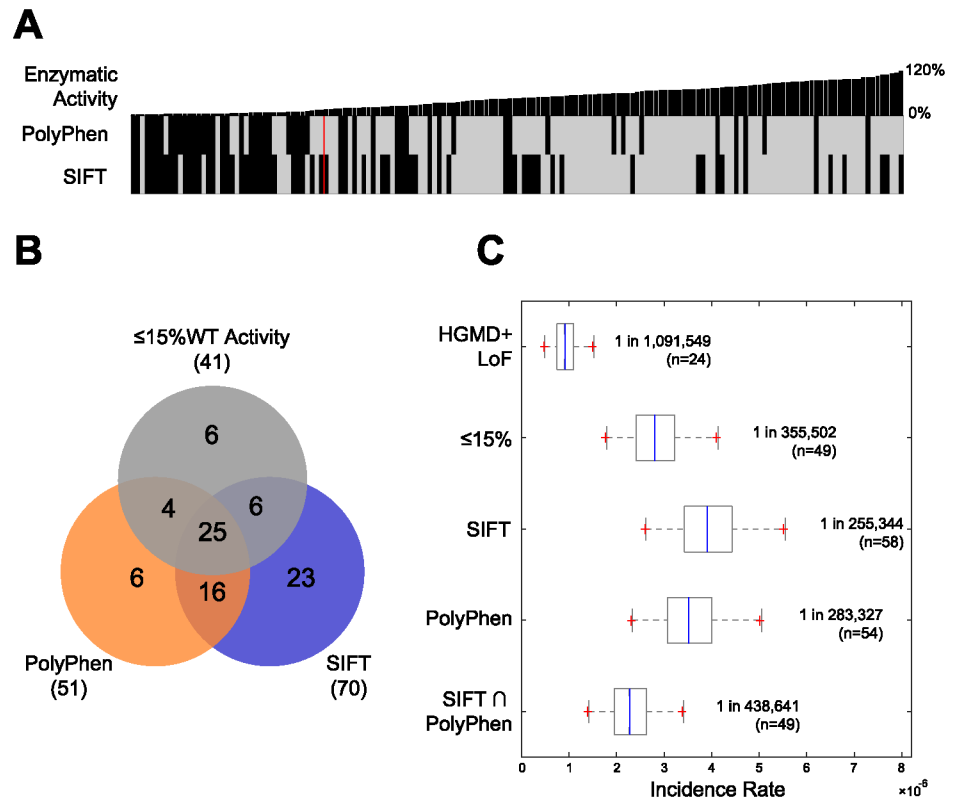 A
Enzymatic
Activity
120%
0%
PolyPhen
SIFT
B
≤15%WT Activity
(41)
6
4
6
25
6
16
23
PolyPhen
(51)
SIFT
(70)
C
HGMD+
LoF
1 in 1,091,549
(n=24)
≤15%
1 in 355,502
(n=49)
SIFT
1 in 255,344
(n=58)
PolyPhen
1 in 283,327
(n=54)
SIFT ∩
PolyPhen
1 in 438,641
(n=49)
0 1 2 3 4 5 6 7 8
Incidence Rate
×10⁻⁶